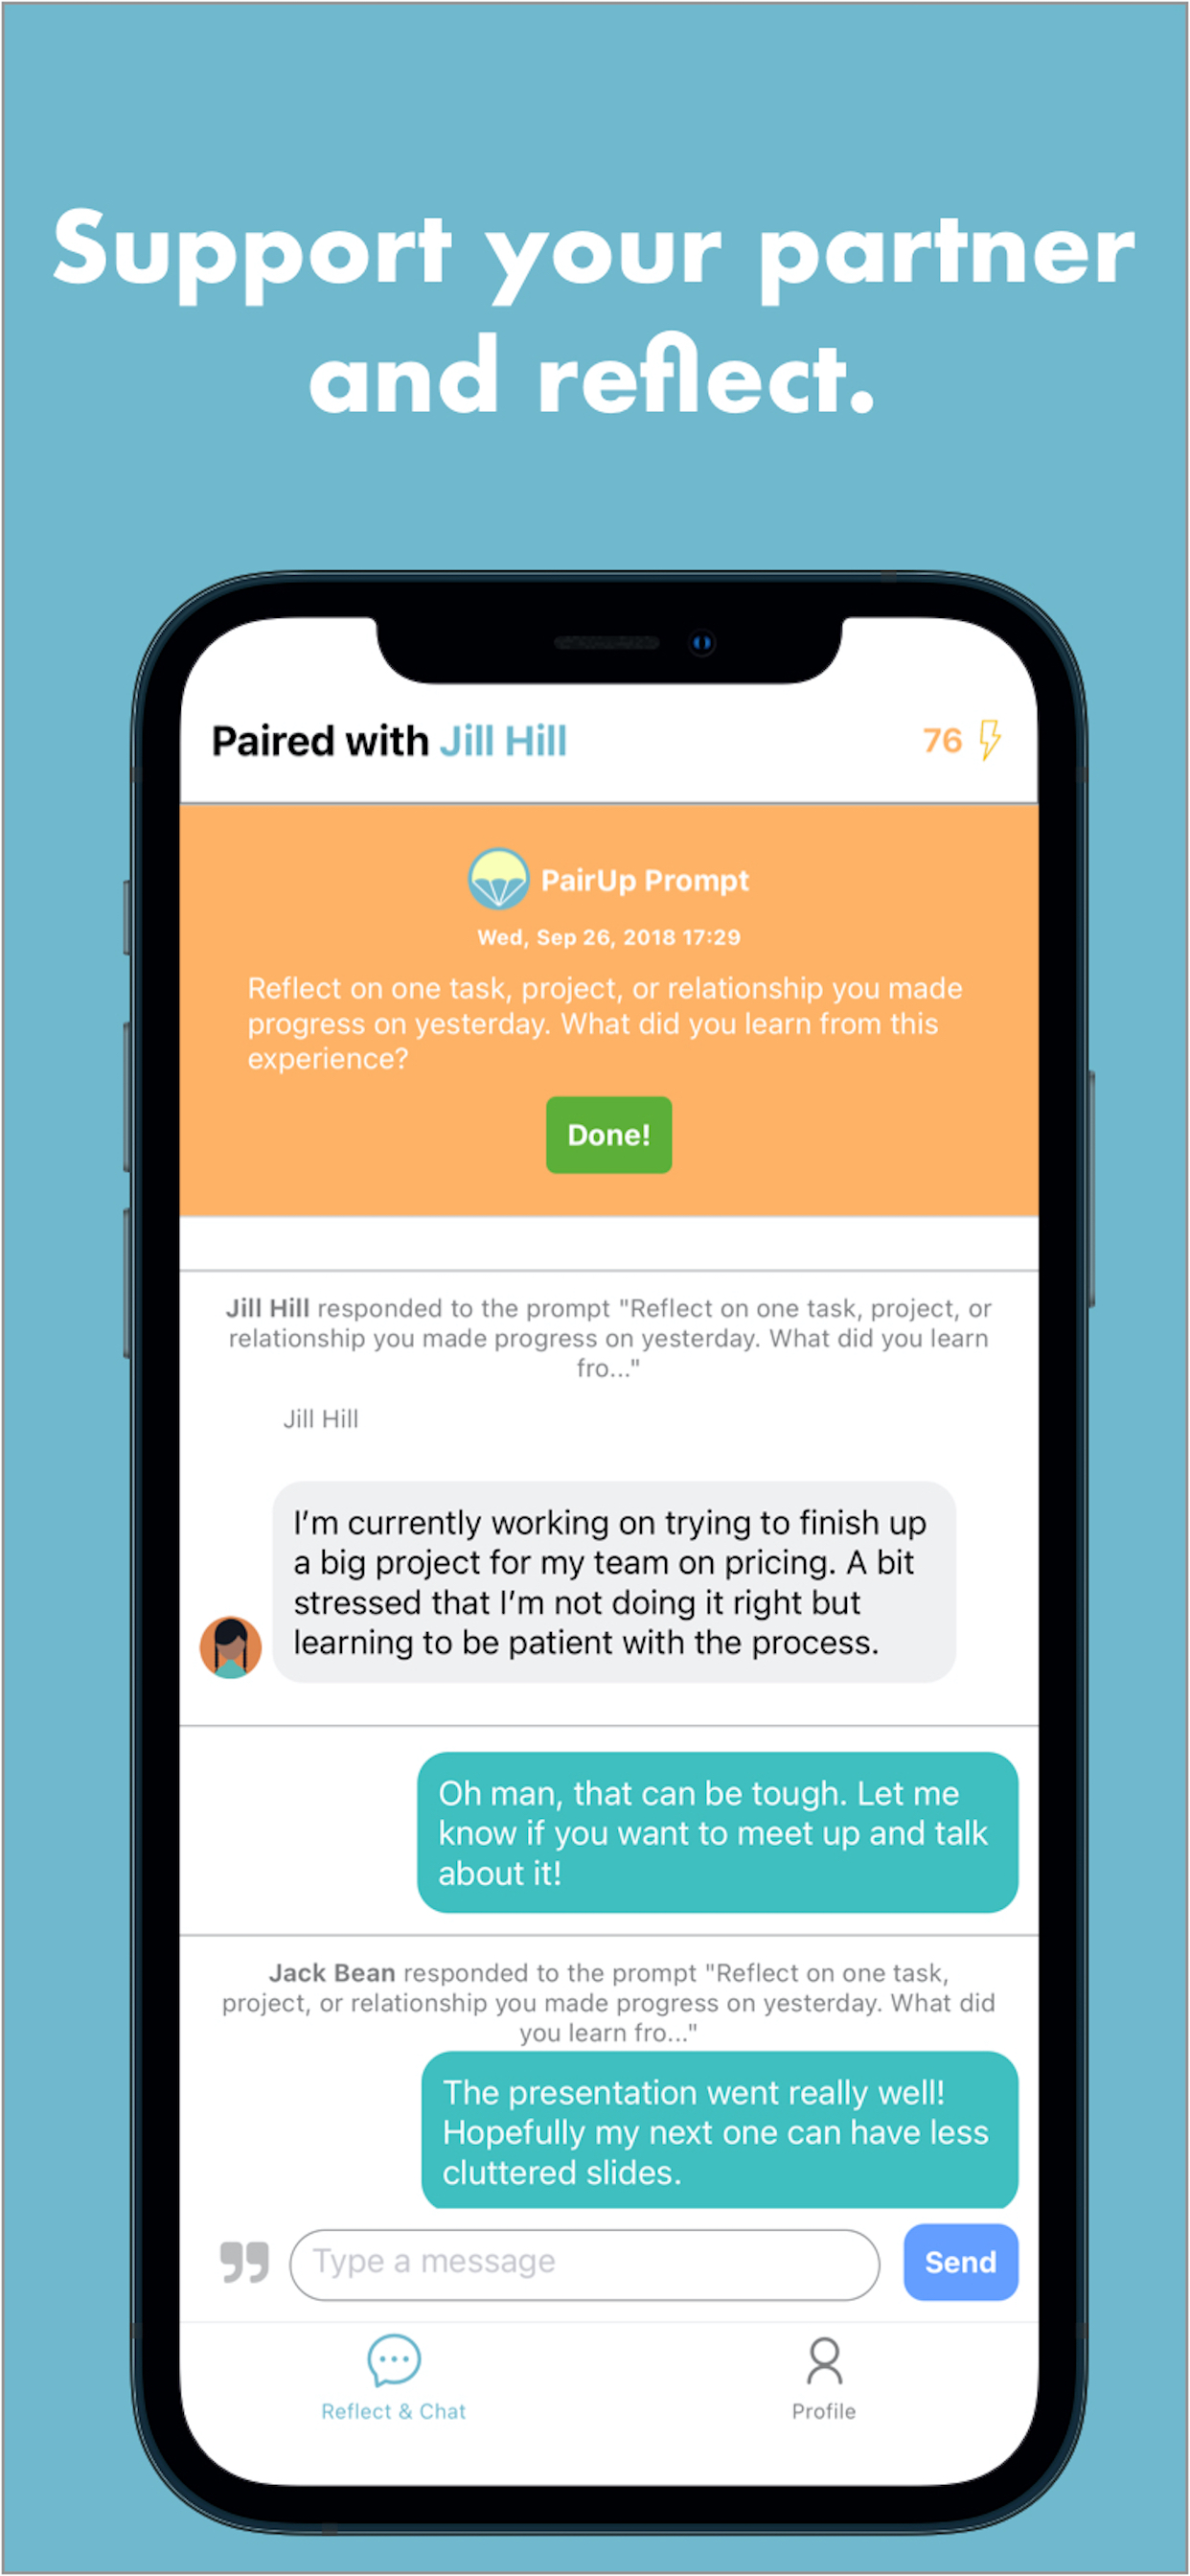 Support your partner
and reflect.
Paired with Jill Hill
76
PairUp Prompt
Wed, Sep 26, 2018 17:29
Reflect on one task, project, or relationship you made
progress on yesterday. What did you learn from this
experience?
Done!
Jill Hill responded to the prompt "Reflect on one task, project, or
relationship you made progress on yesterday. What did you learn
fro..."
Jill Hill
I’m currently working on trying to finish up
a big project for my team on pricing. A bit
stressed that I’m not doing it right but
learning to be patient with the process.
Oh man, that can be tough. Let me
know if you want to meet up and talk
about it!
Jack Bean responded to the prompt "Reflect on one task,
project, or relationship you made progress on yesterday. What did
you learn fro..."
The presentation went really well!
Hopefully my next one can have less
cluttered slides.
Type a message
Send
Reflect & Chat
Profile